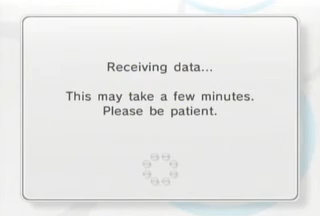 Receiving data...
This may take a few minutes.
Please be patient.